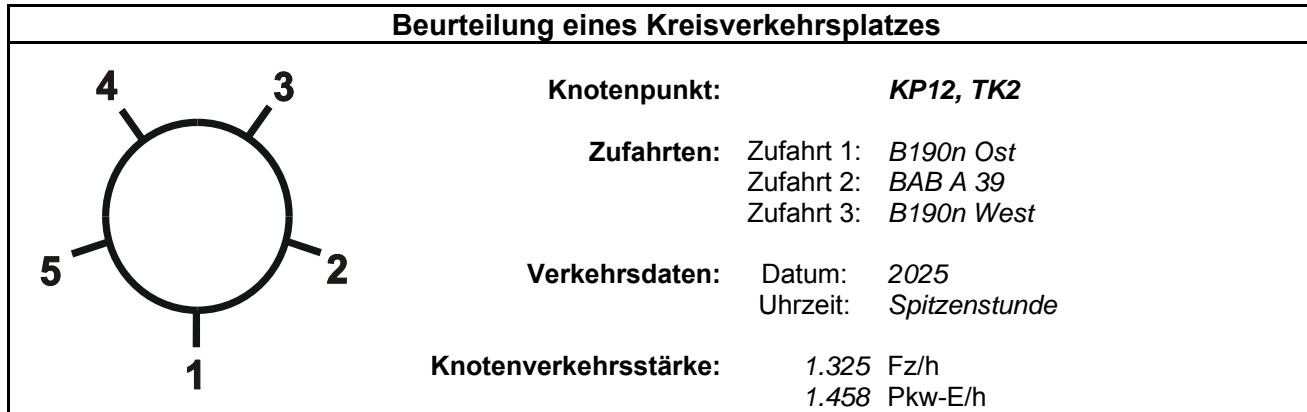 Beurteilung eines Kreisverkehrsplatzes
4 3
5 2
1
Knotenpunkt: KP12, TK2
Zufahrten: Zufahrt 1: B190n Ost
Zufahrt 2: BAB A 39
Zufahrt 3: B190n West
Verkehrsdaten: Datum: 2025
Uhrzeit: Spitzenstunde
Knotenverkehrsstärke: 1.325 Fz/h
1.458 Pkw-E/h